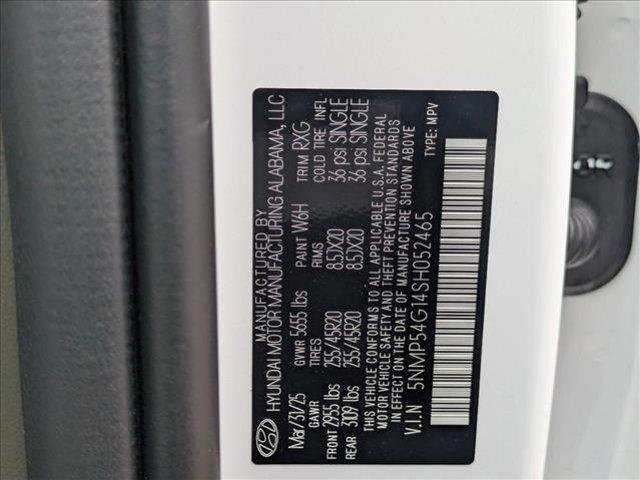 MANUFACTURED BY
HYUNDAI MOTOR MANUFACTURING ALABAMA, LLC
Mar/31/25 GVWR 5655 lbs PAINT W6H TRIM RXG
GAWR TIRES RIMS COLD TIRE INFL
FRONT 2955 lbs 255/45R20 8.5JX20 36 psi SINGLE
REAR 3109 lbs 255/45R20 8.5JX20 36 psi SINGLE
THIS VEHICLE CONFORMS TO ALL APPLICABLE U.S.A. FEDERAL
MOTOR VEHICLE SAFETY AND THEFT PREVENTION STANDARDS
IN EFFECT ON THE DATE OF MANUFACTURE SHOWN ABOVE
V.I.N 5NMP54G14SH052465 TYPE: MPV